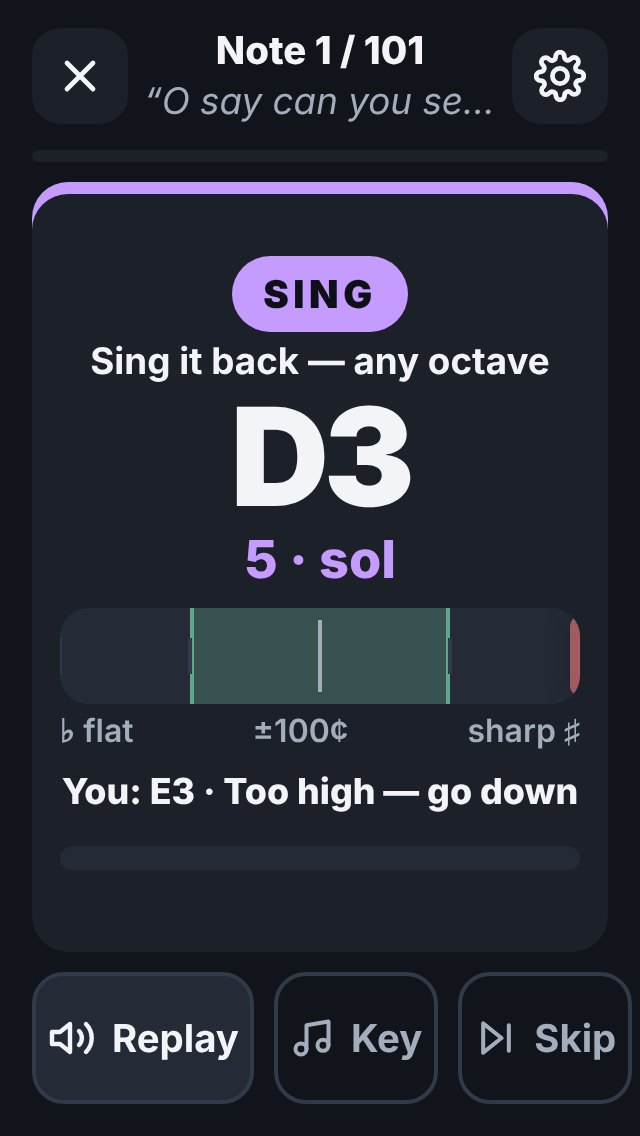 Note 1 / 101
“O say can you se...
SING
Sing it back — any octave
D3
5 · sol
♭ flat
±100¢
sharp ♯
You: E3 · Too high — go down
Replay
Key
Skip